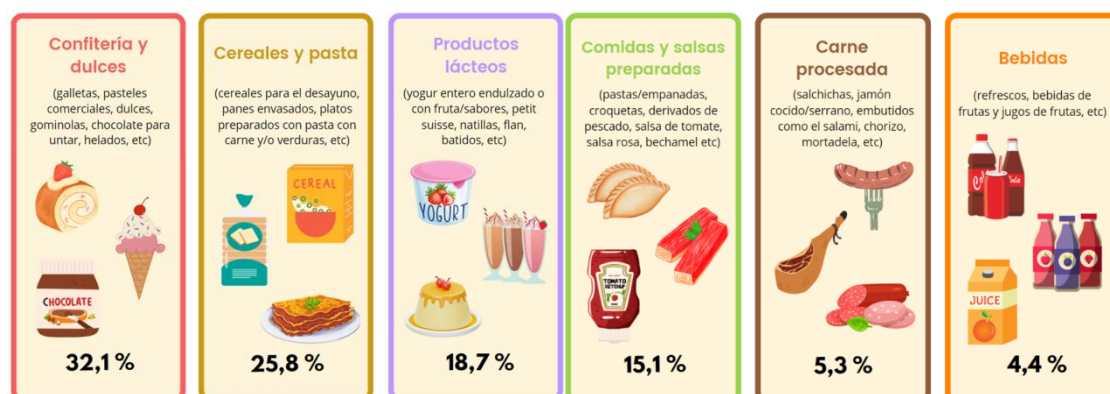 Confitería y
dulces
(galletas, pasteles
comerciales, dulces,
gominolas, chocolate para
untar, helados, etc)
CHOCOLATE
32,1 %
Cereales y pasta
(cereales para el desayuno,
panes envasados, platos
preparados con pasta con
carne y/o verduras, etc)
CEREAL
25,8 %
Productos
lácteos
(yogur entero endulzado o
con fruta/sabores, petit
suisse, natillas, flan,
batidos, etc)
YOGURT
18,7 %
Comidas y salsas
preparadas
(pastas/empanadas,
croquetas, derivados de
pescado, salsa de tomate,
salsa rosa, bechamel etc)
TOMATO
KETCHUP
15,1 %
Carne
procesada
(salchichas, jamón
cocido/serrano, embutidos
como el salami, chorizo,
mortadela, etc)
5,3 %
Bebidas
(refrescos, bebidas de
frutas y jugos de frutas, etc)
JUICE
4,4 %